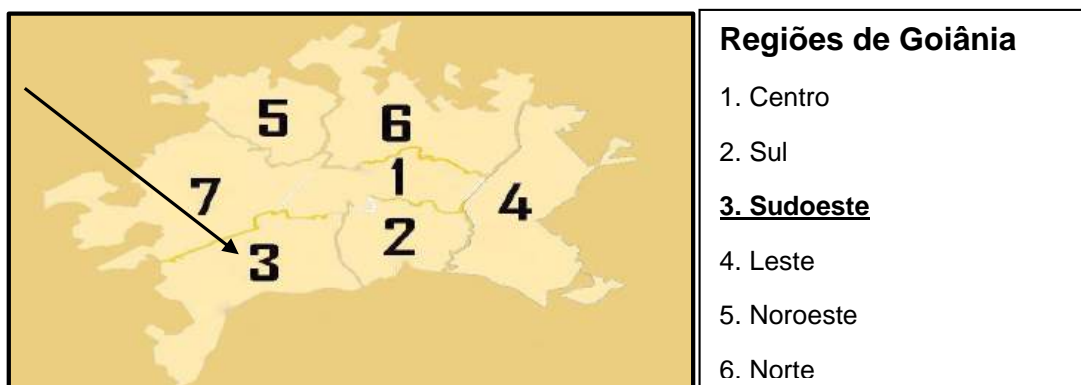 5
6
1
7
4
2
3
Regiões de Goiânia
1. Centro
2. Sul
3. Sudoeste
4. Leste
5. Noroeste
6. Norte